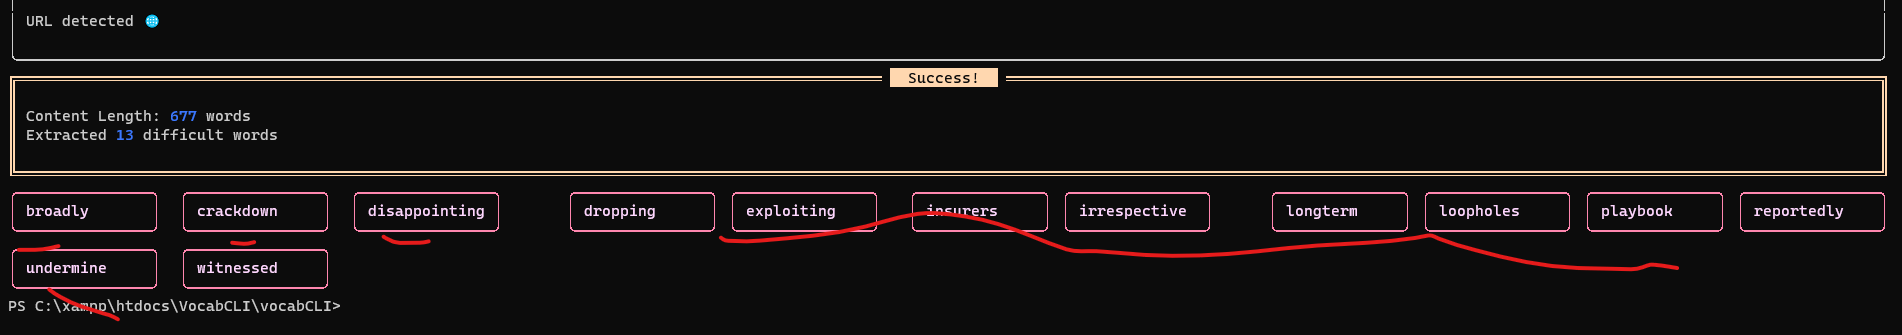 URL detected 🌐
Success!
Content Length: 677 words
Extracted 13 difficult words
broadly crackdown disappointing dropping exploiting insurers irrespective longterm loopholes playbook reportedly
undermine witnessed
PS C:\xampp\htdocs\VocabCLI\vocabCLI>